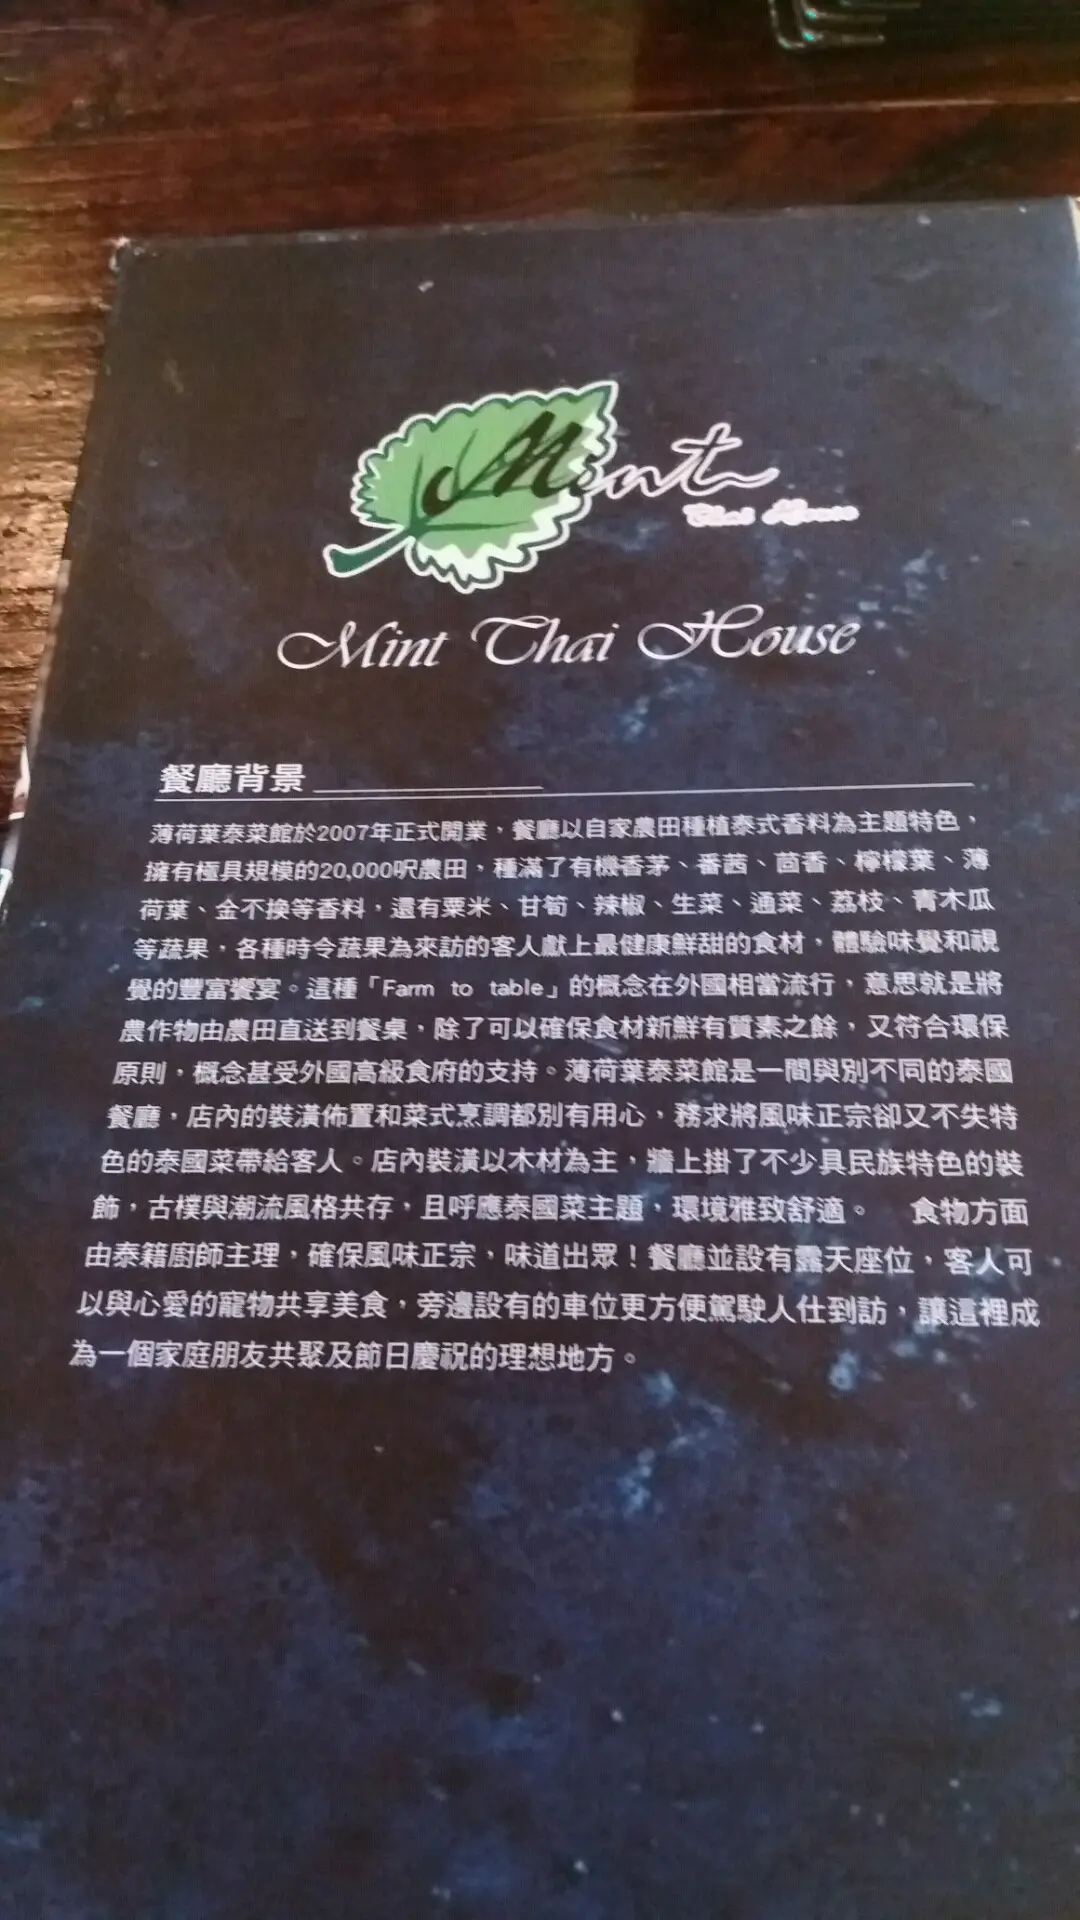 Mint
Thai House
Mint Thai House
餐廳背景
薄荷葉泰菜館於2007年正式開業，餐廳以自家農田種植泰式香料為主題特色，
擁有極具規模的20,000呎農田，種滿了有機香茅、番茜、茴香、檸檬葉、薄
荷葉、金不換等香料，還有粟米、甘筍、辣椒、生菜、通菜、荔枝、青木瓜
等蔬果，各種時令蔬果為來訪的客人獻上最健康鮮甜的食材，體驗味覺和視
覺的豐富饗宴。這種「Farm to table」的概念在外國相當流行，意思就是將
農作物由農田直送到餐桌，除了可以確保食材新鮮有質素之餘，又符合環保
原則，概念甚受外國高級食府的支持。薄荷葉泰菜館是一間與別不同的泰國
餐廳，店內的裝潢佈置和菜式烹調都別有用心，務求將風味正宗卻又不失特
色的泰國菜帶給客人。店內裝潢以木材為主，牆上掛了不少具民族特色的裝
飾，古樸與潮流風格共存，且呼應泰國菜主題，環境雅致舒適。 食物方面
由泰籍廚師主理，確保風味正宗，味道出眾！餐廳並設有露天座位，客人可
以與心愛的寵物共享美食，旁邊設有的車位更方便駕駛人仕到訪，讓這裡成
為一個家庭朋友共聚及節日慶祝的理想地方。